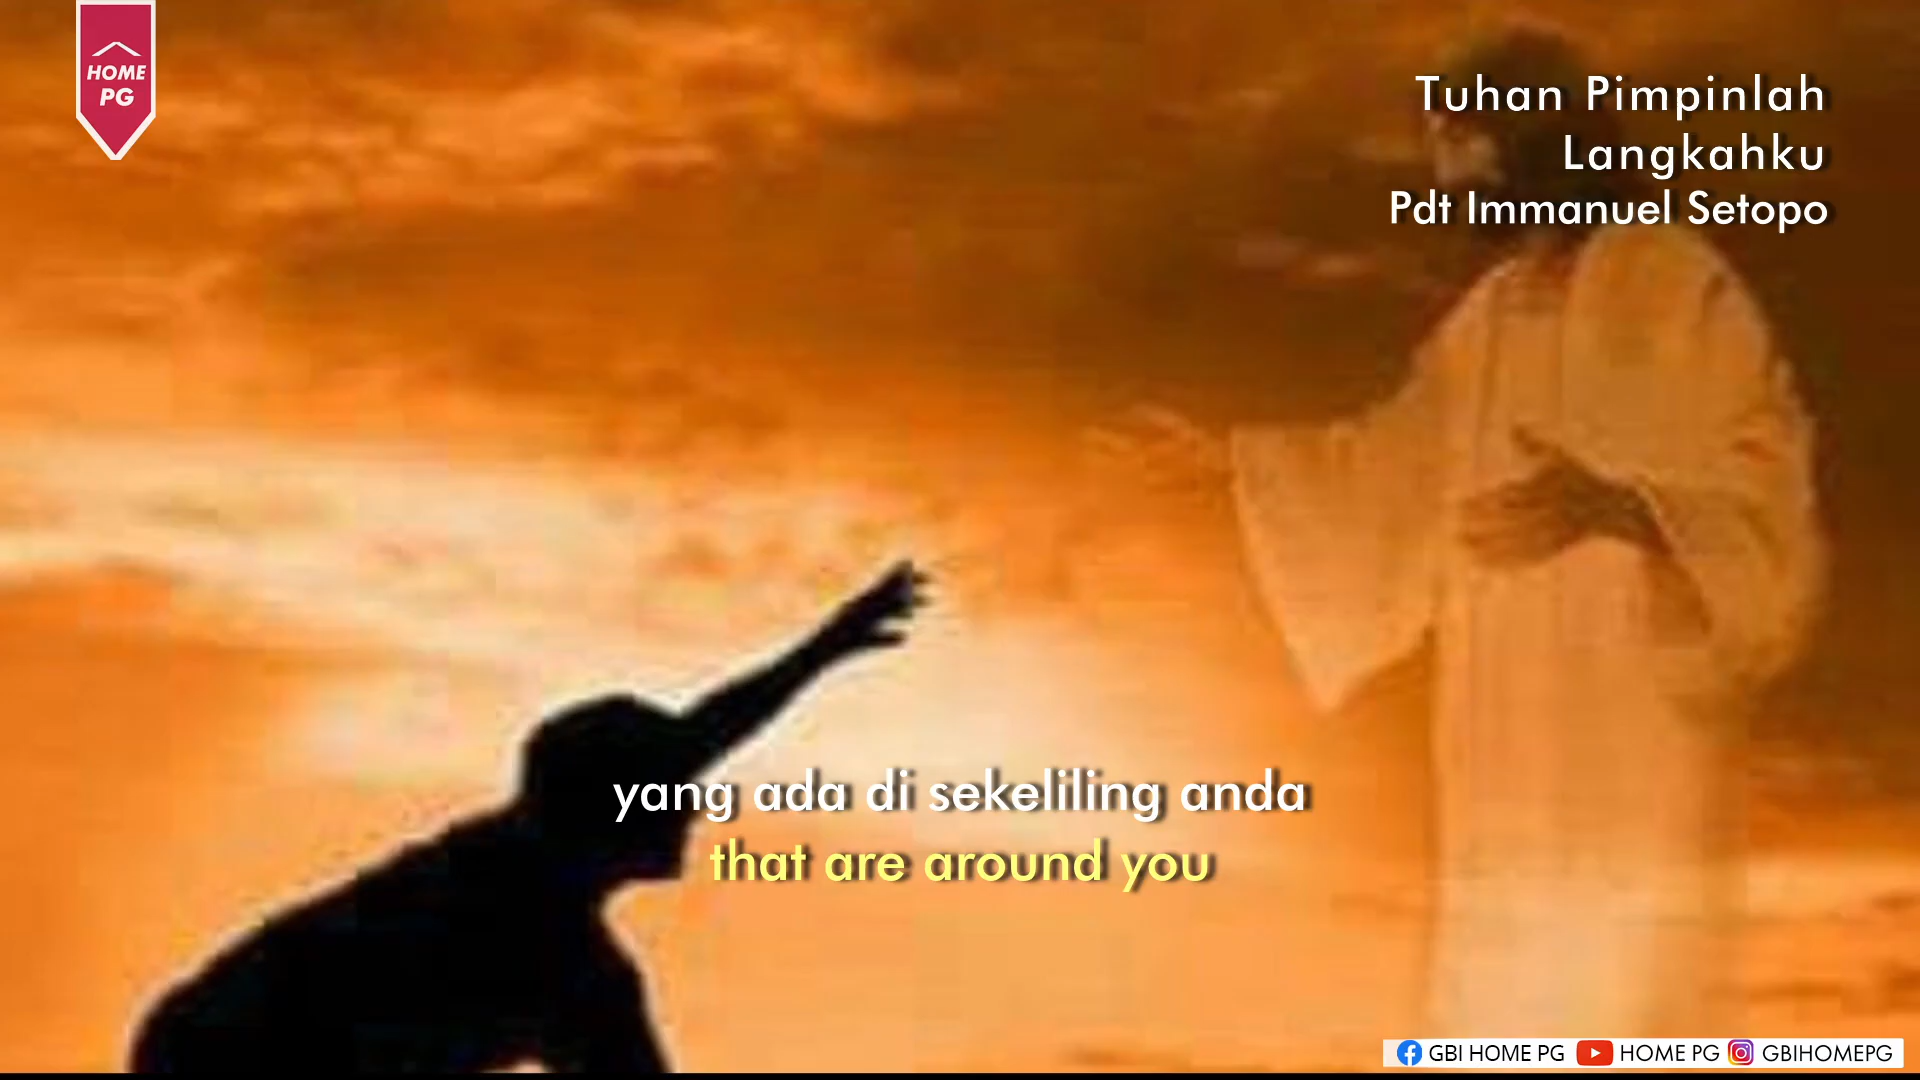 HOME
PG
Tuhan Pimpinlah
Langkahku
Pdt Immanuel Setopo
yang ada di sekeliling anda
that are around you
GBI HOME PG HOME PG GBIHOMEPG